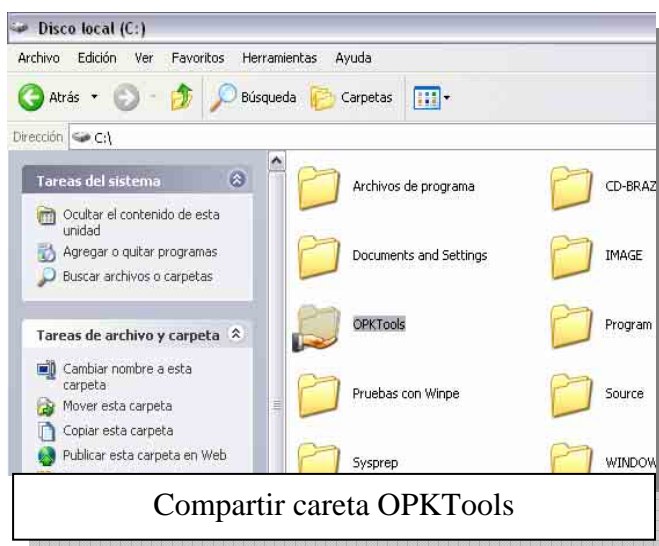 Disco local (C:)
Archivo Edición Ver Favoritos Herramientas Ayuda
Atrás Búsqueda Carpetas
Dirección C:\
Tareas del sistema
Ocultar el contenido de esta
unidad
Agregar o quitar programas
Buscar archivos o carpetas
Tareas de archivo y carpeta
Cambiar nombre a esta
carpeta
Mover esta carpeta
Copiar esta carpeta
Publicar esta carpeta en Web
Archivos de programa
CD-BRAZ
Documents and Settings
IMAGE
OPKTools
Program
Pruebas con Winpe
Source
Sysprep
WINDOW
Compartir careta OPKTools